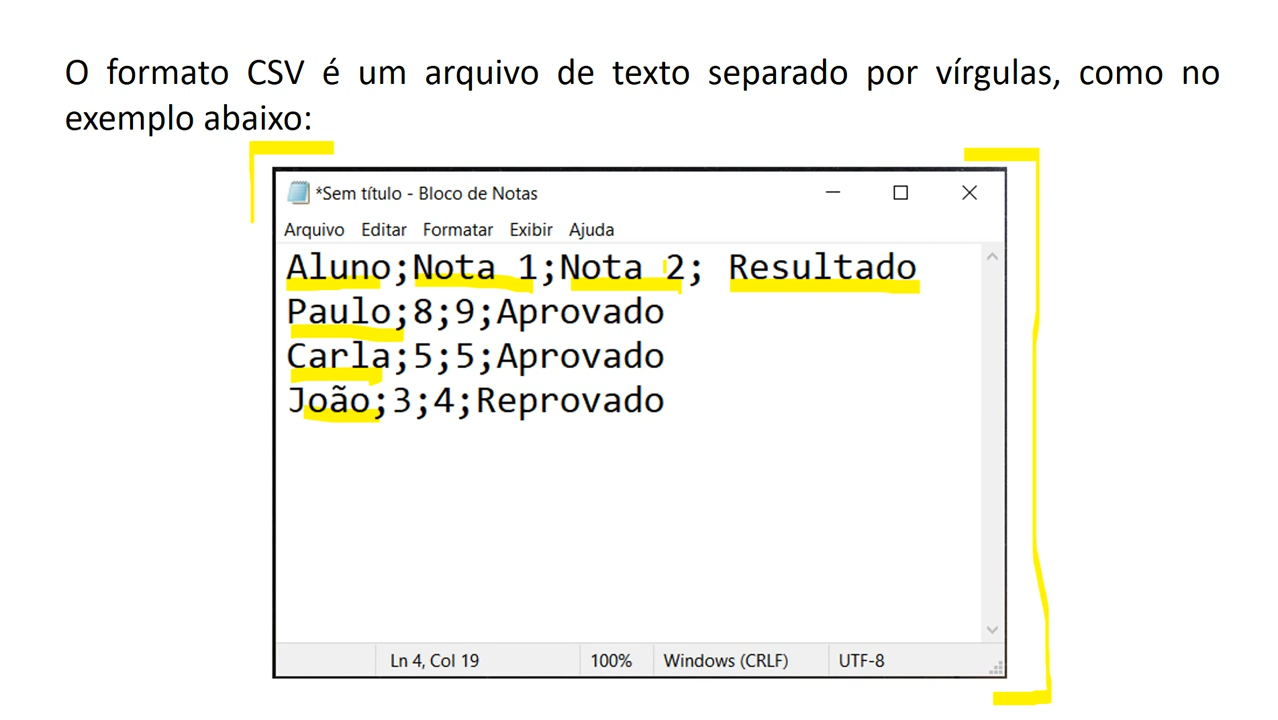 O formato CSV é um arquivo de texto separado por vírgulas, como no
exemplo abaixo:
*Sem título - Bloco de Notas
Arquivo Editar Formatar Exibir Ajuda
Aluno;Nota 1;Nota 2; Resultado
Paulo;8;9;Aprovado
Carla;5;5;Aprovado
João;3;4;Reprovado
Ln 4, Col 19 100% Windows (CRLF) UTF-8